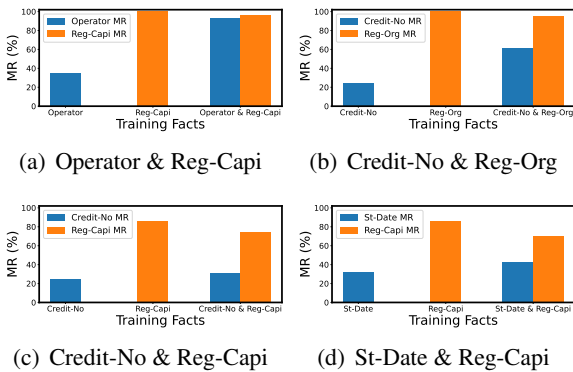 MR (%)
100
80
60
40
20
0
Operator MR
Reg-Capi MR
Operator
Reg-Capi
Operator & Reg-Capi
Training Facts
(a) Operator & Reg-Capi
MR (%)
100
80
60
40
20
0
Credit-No MR
Reg-Org MR
Credit-No
Reg-Org
Credit-No & Reg-Org
Training Facts
(b) Credit-No & Reg-Org
MR (%)
100
80
60
40
20
0
Credit-No MR
Reg-Capi MR
Credit-No
Reg-Capi
Credit-No & Reg-Capi
Training Facts
(c) Credit-No & Reg-Capi
MR (%)
100
80
60
40
20
0
St-Date MR
Reg-Capi MR
St-Date
Reg-Capi
St-Date & Reg-Capi
Training Facts
(d) St-Date & Reg-Capi